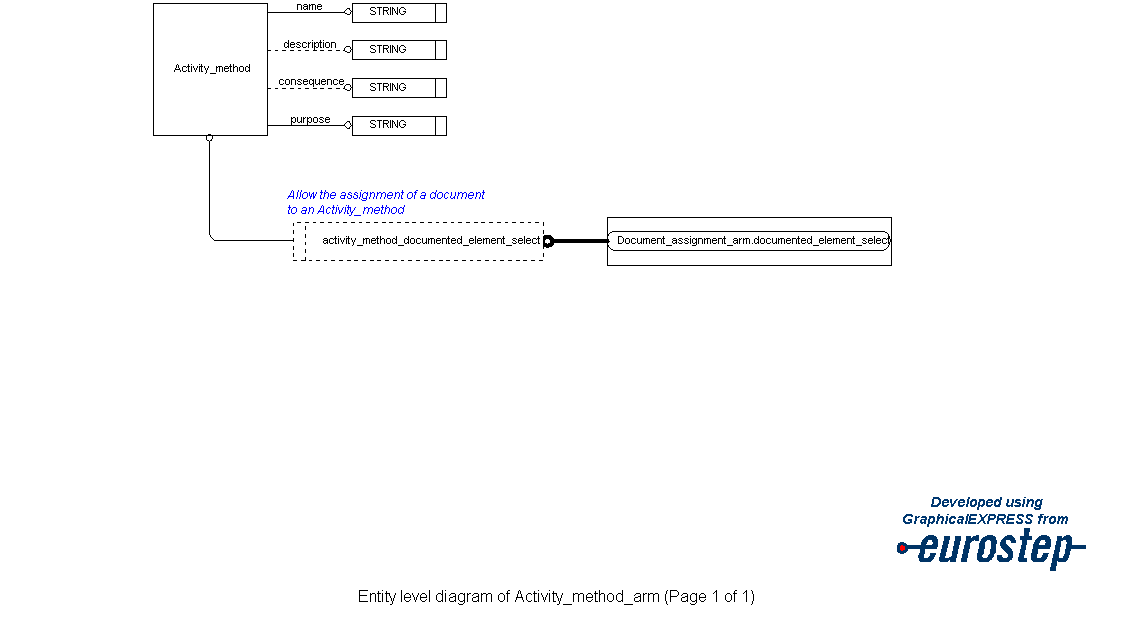 name
STRING
description
STRING
Activity_method
consequence
STRING
purpose
STRING
Allow the assignment of a document
to an Activity_method
activity_method_documented_element_select
Document_assignment_arm.documented_element_select
Developed using
GraphicalEXPRESS from
eurostep
Entity level diagram of Activity_method_arm (Page 1 of 1)